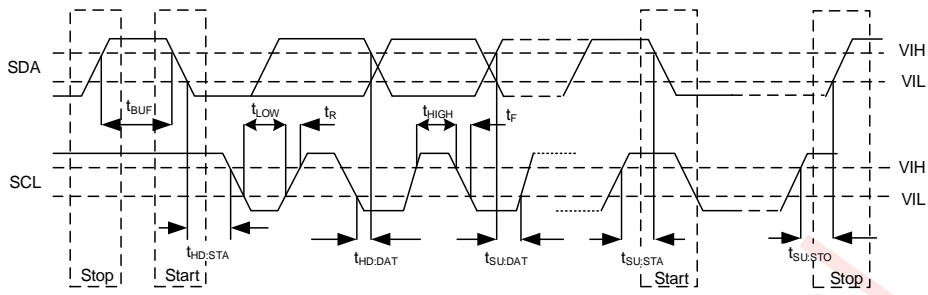 SDA
VIH
VIL
tBUF
tLOW
tR
tHIGH
tF
SCL
VIH
VIL
tHD:STA
tHD:DAT
tSU:DAT
tSU:STA
tSU:STO
Stop
Start
Start
Stop